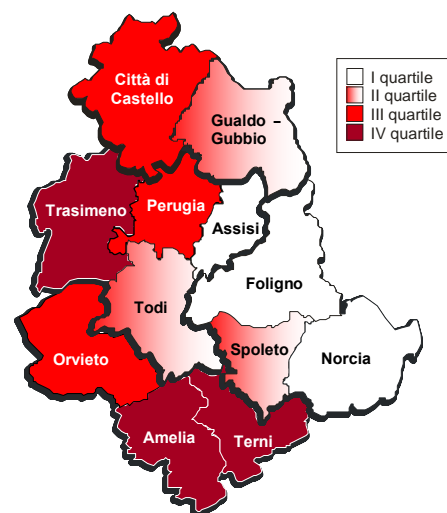 Città di
Castello
I quartile
II quartile
III quartile
IV quartile
Gualdo –
Gubbio
Trasimeno
Perugia
Assisi
Foligno
Todi
Orvieto
Spoleto
Norcia
Amelia
Terni